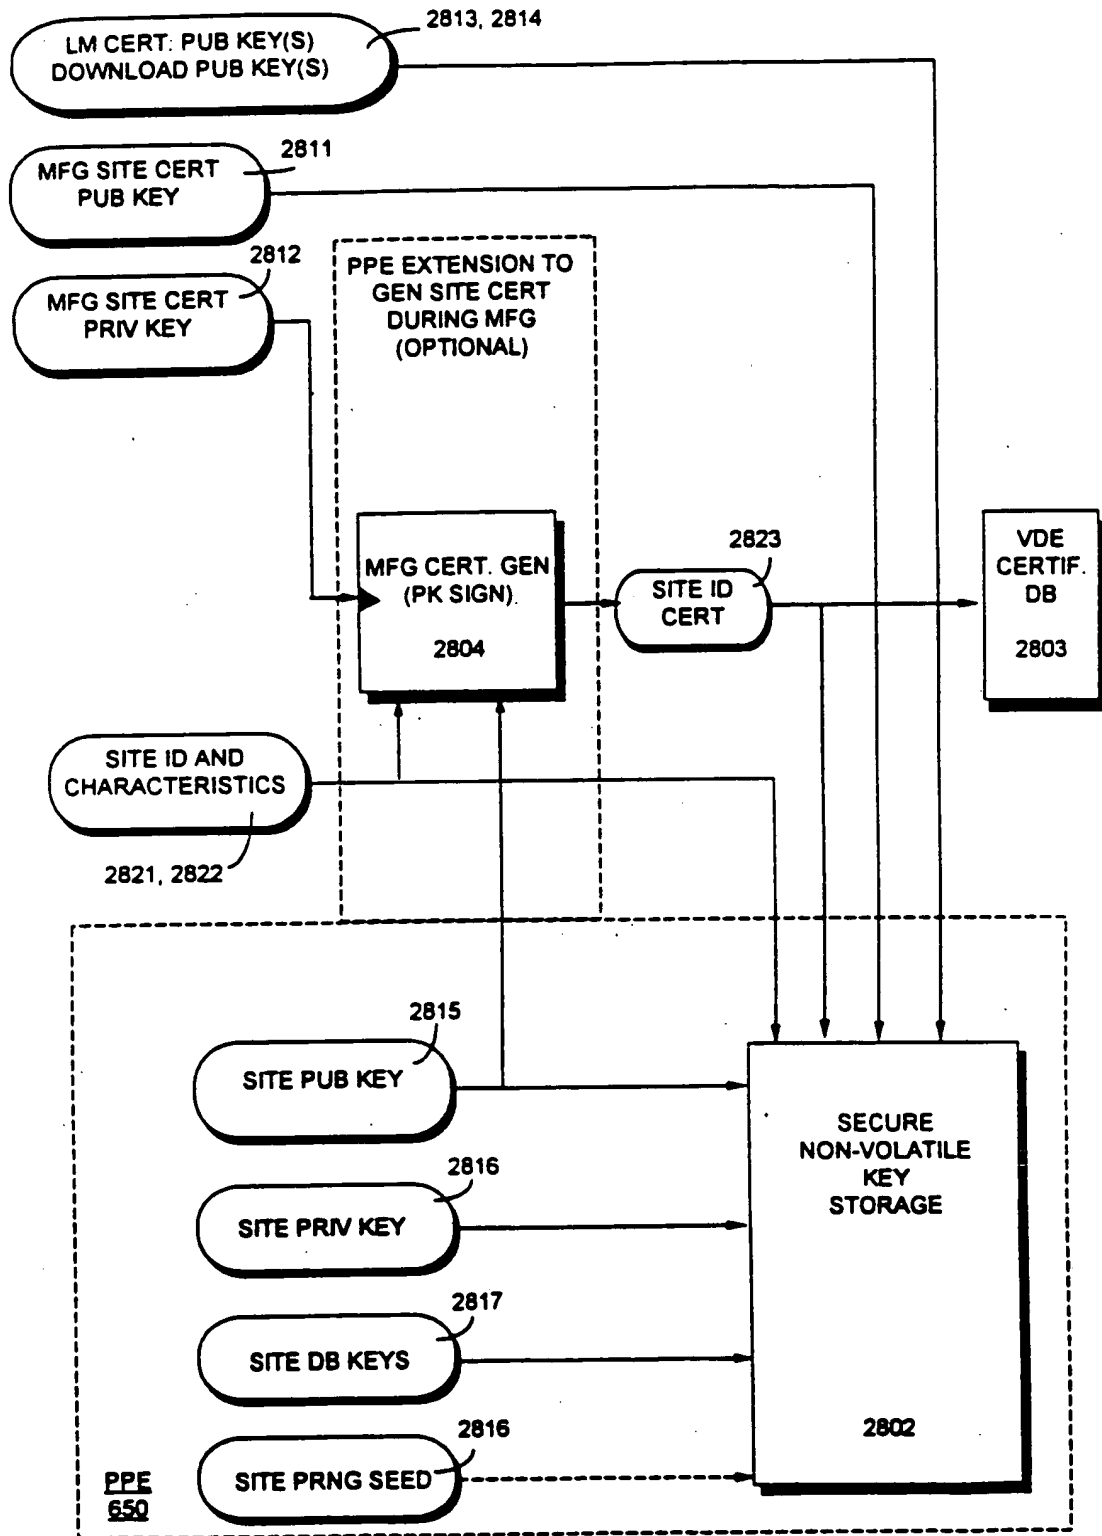 2813, 2814
LM CERT: PUB KEY(S)
DOWNLOAD PUB KEY(S)
2811
MFG SITE CERT
PUB KEY
2812
MFG SITE CERT
PRIV KEY
PPE EXTENSION TO
GEN SITE CERT
DURING MFG
(OPTIONAL)
MFG CERT. GEN
(PK SIGN)
2804
2823
SITE ID
CERT
VDE
CERTIF.
DB
2803
SITE ID AND
CHARACTERISTICS
2821, 2822
2815
SITE PUB KEY
2816
SITE PRIV KEY
2817
SITE DB KEYS
2816
SITE PRNG SEED
SECURE
NON-VOLATILE
KEY
STORAGE
2802
PPE
650